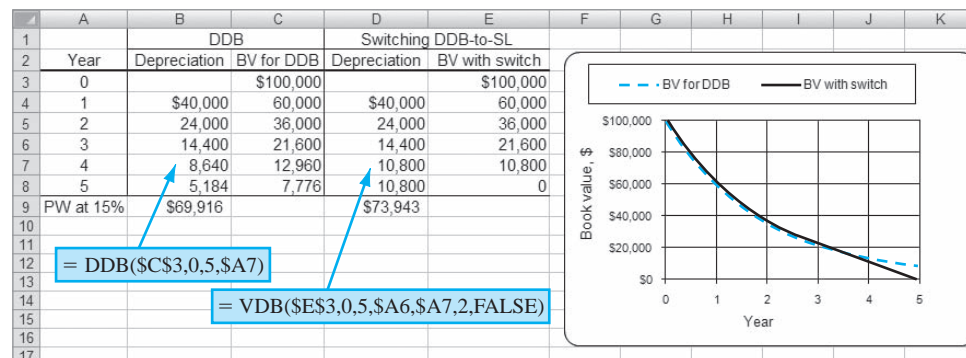 A B C D E F G H I J K
1 DDB Switching DDB-to-SL
2 Year Depreciation BV for DDB Depreciation BV with switch
3 0 $100,000 $100,000
4 1 $40,000 60,000 $40,000 60,000
5 2 24,000 36,000 24,000 36,000
6 3 14,400 21,600 14,400 21,600
7 4 8,640 12,960 10,800 10,800
8 5 5,184 7,776 10,800 0
9 PW at 15% $69,916 $73,943
10
11
12
13
14
15
16
17
= DDB($C$3,0,5,$A7)
= VDB($E$3,0,5,$A6,$A7,2,FALSE)
BV for DDB BV with switch
Book value, $
$100,000
$80,000
$60,000
$40,000
$20,000
$0
0 1 2 3 4 5
Year